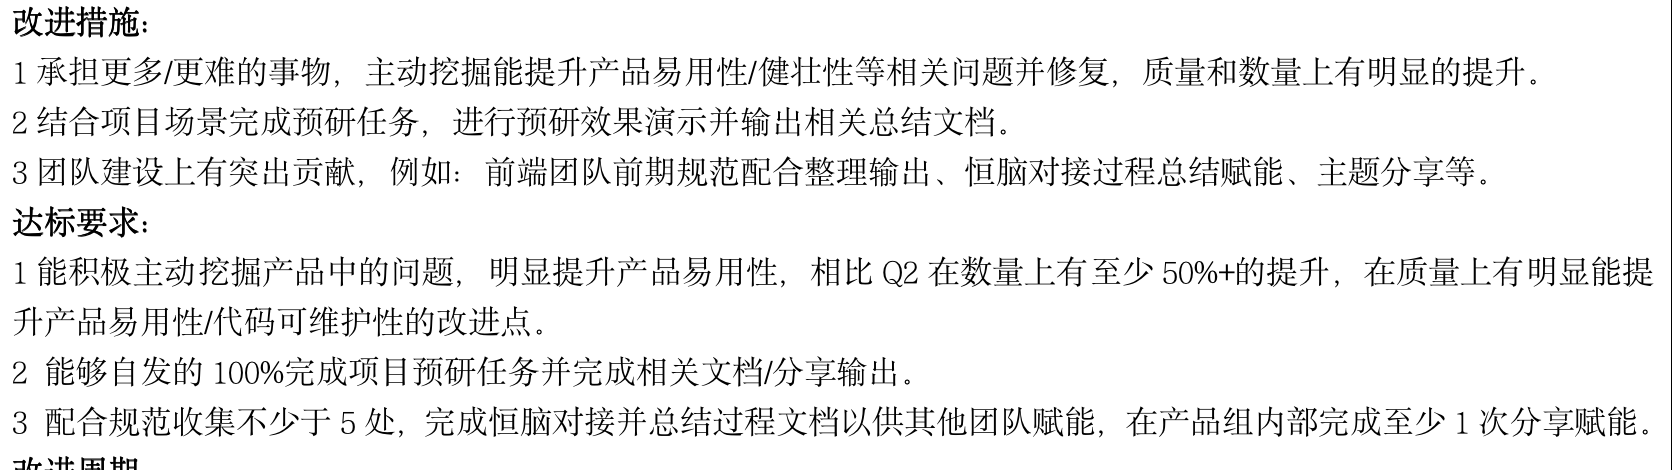 改进措施:
1 承担更多/更难的事物，主动挖掘能提升产品易用性/健壮性等相关问题并修复，质量和数量上有明显的提升。
2 结合项目场景完成预研任务，进行预研效果演示并输出相关总结文档。
3 团队建设上有突出贡献，例如：前端团队前期规范配合整理输出、恒脑对接过程总结赋能、主题分享等。
达标要求:
1 能积极主动挖掘产品中的问题，明显提升产品易用性，相比 Q2 在数量上有至少 50%+的提升，在质量上有明显能提
升产品易用性/代码可维护性的改进点。
2 能够自发的 100%完成项目预研任务并完成相关文档/分享输出。
3 配合规范收集不少于 5 处，完成恒脑对接并总结过程文档以供其他团队赋能，在产品组内部完成至少 1 次分享赋能。
改进周期